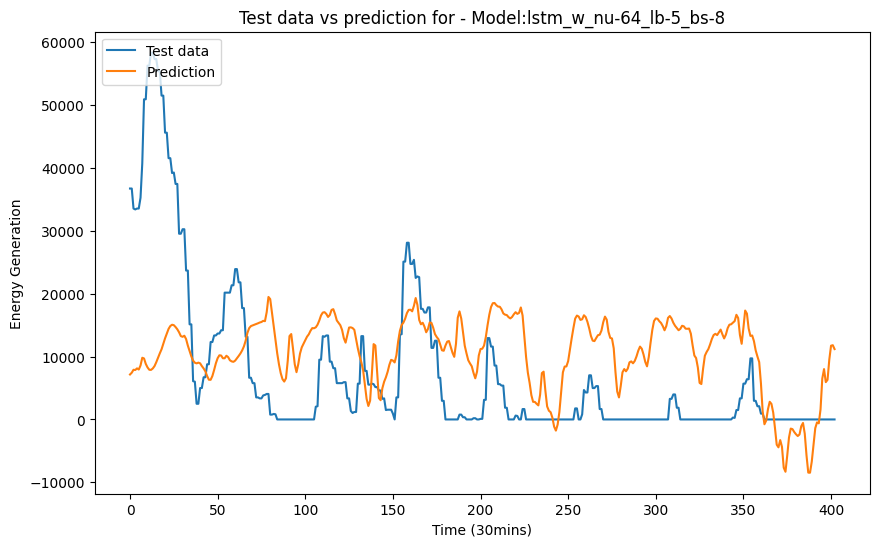 Test data vs prediction for - Model:lstm_w_nu-64_lb-5_bs-8
Test data
Prediction
60000
50000
40000
30000
20000
10000
0
−10000
Energy Generation
0 50 100 150 200 250 300 350 400
Time (30mins)